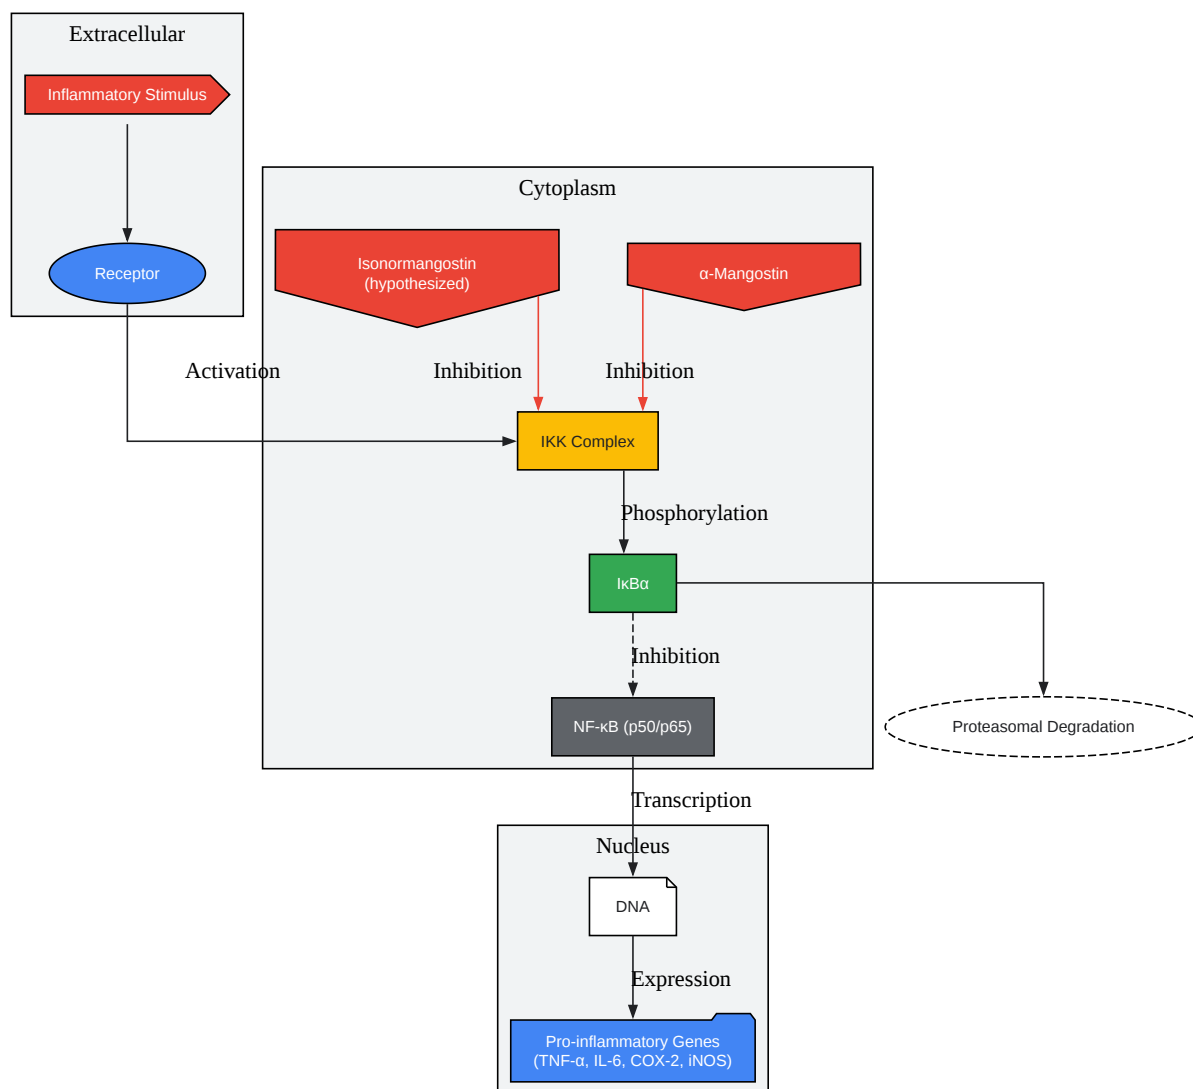 Extracellular
Inflammatory Stimulus
Receptor
Cytoplasm
Isonormangostin
(hypothesized)
α-Mangostin
Activation
Inhibition
Inhibition
IKK Complex
Phosphorylation
IκBα
Inhibition
NF-κB (p50/p65)
Proteasomal Degradation
Transcription
Nucleus
DNA
Expression
Pro-inflammatory Genes
(TNF-α, IL-6, COX-2, iNOS)